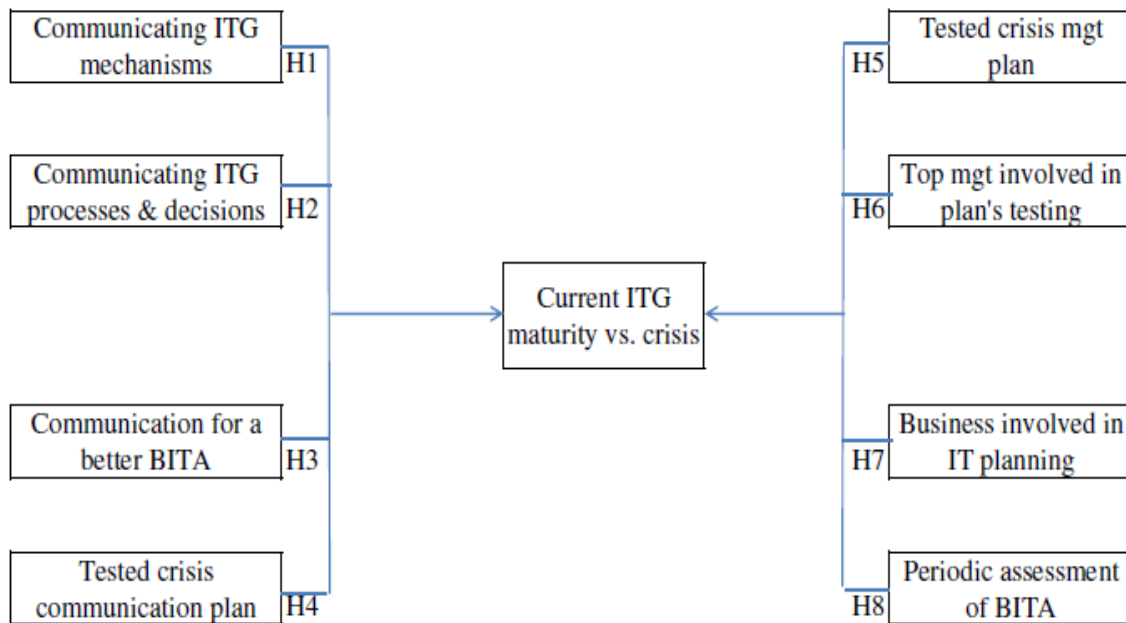 Communicating ITG
mechanisms
H1
Communicating ITG
processes & decisions
H2
Communication for a
better BITA
H3
Tested crisis
communication plan
H4
Current ITG
maturity vs. crisis
Tested crisis mgt
plan
H5
Top mgt involved in
plan's testing
H6
Business involved in
IT planning
H7
Periodic assessment
of BITA
H8